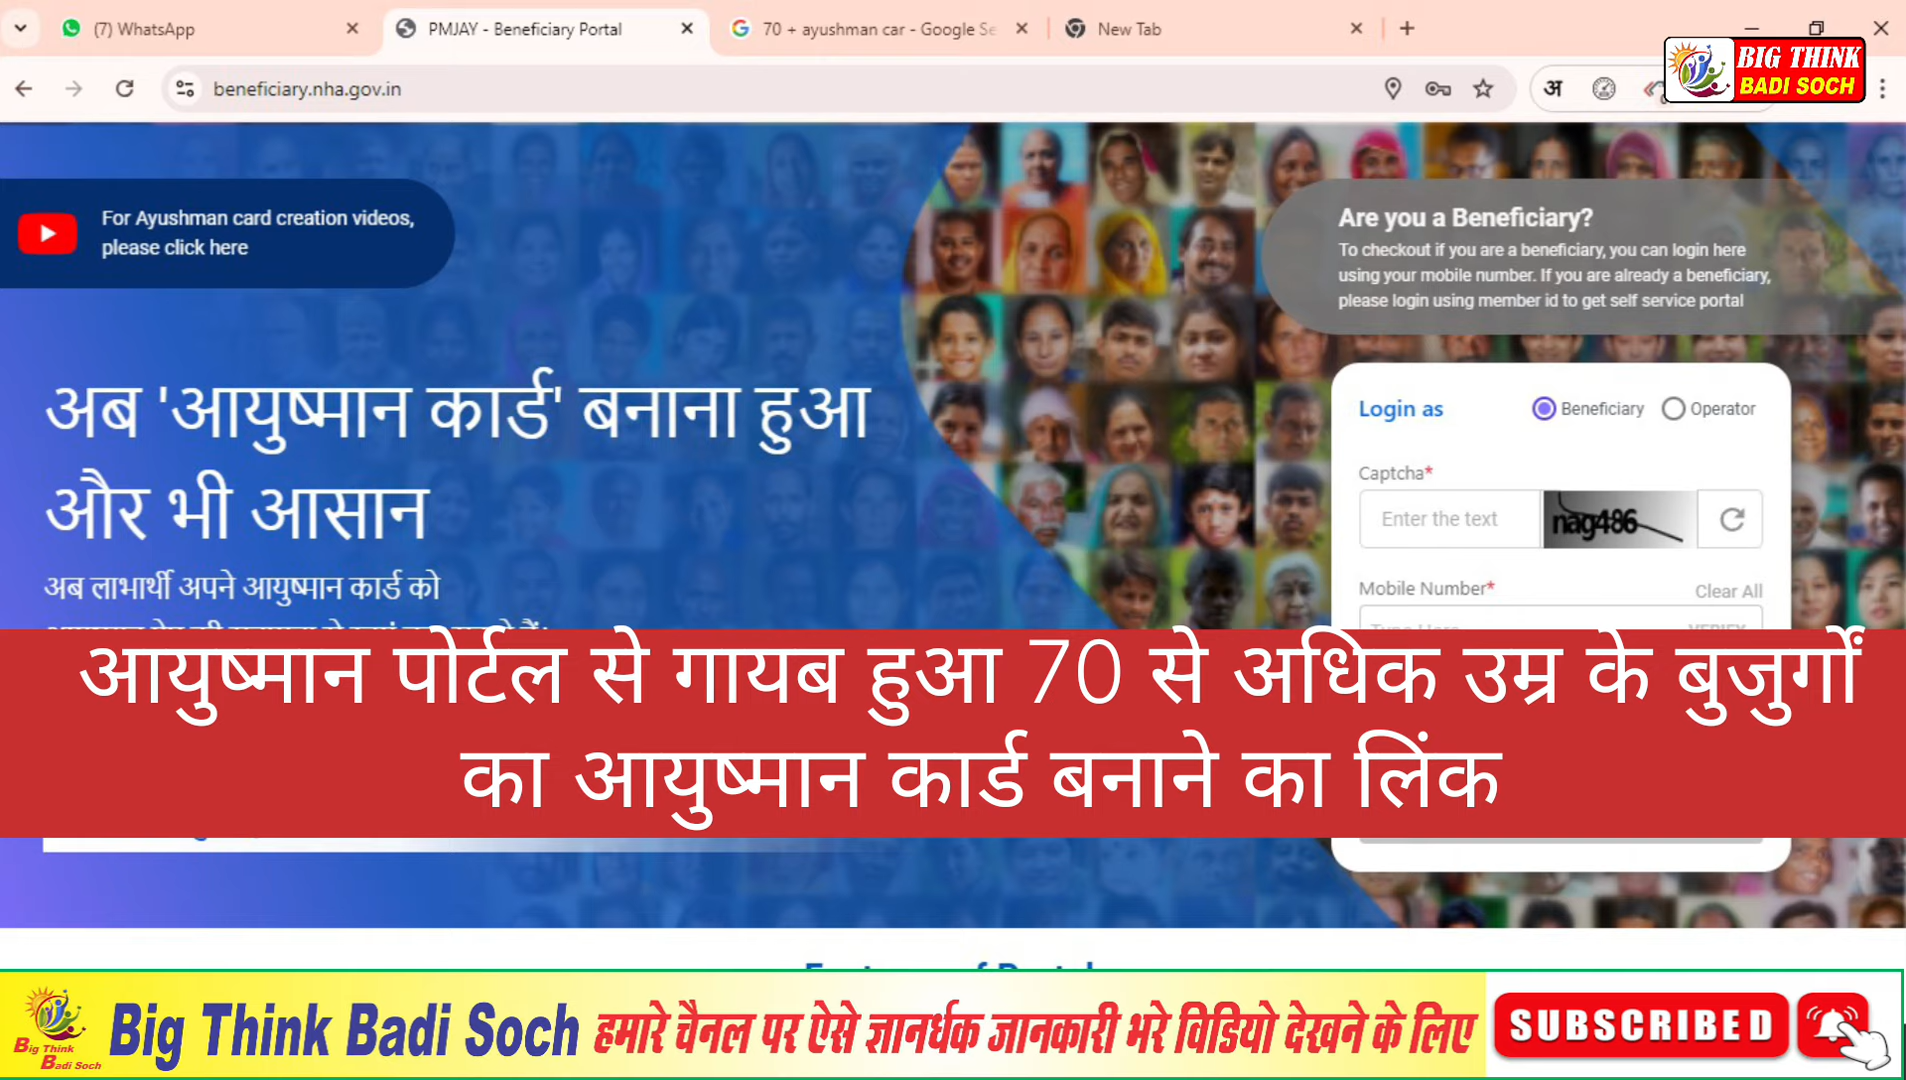 (7) WhatsApp
PMJAY - Beneficiary Portal
70 + ayushman car - Google Se
New Tab
beneficiary.nha.gov.in
अ
BIG THINK
BADI SOCH
For Ayushman card creation videos,
please click here
Are you a Beneficiary?
To checkout if you are a beneficiary, you can login here
using your mobile number. If you are already a beneficiary,
please login using member id to get self service portal
अब 'आयुष्मान कार्ड' बनाना हुआ
और भी आसान
अब लाभार्थी अपने आयुष्मान कार्ड को
Login as
Beneficiary
Operator
Captcha*
Enter the text
nag486
Mobile Number*
Clear All
आयुष्मान पोर्टल से गायब हुआ 70 से अधिक उम्र के बुजुर्गों
का आयुष्मान कार्ड बनाने का लिंक
Big Think
Badi Soch
Big Think Badi Soch हमारे चैनल पर ऐसे ज्ञानर्धक जानकारी भरे विडियो देखने के लिए
SUBSCRIBED